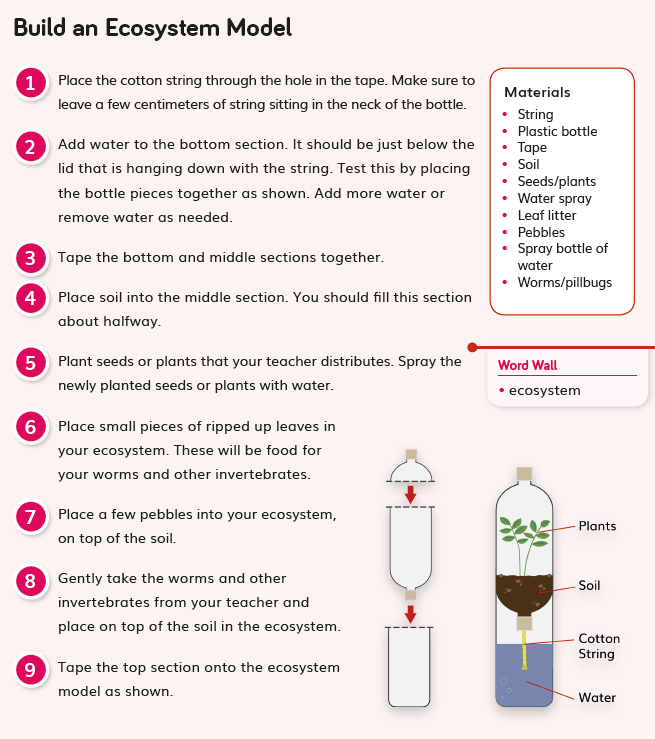 Build an Ecosystem Model
1
Place the cotton string through the hole in the tape. Make sure to
leave a few centimeters of string sitting in the neck of the bottle.
2
Add water to the bottom section. It should be just below the
lid that is hanging down with the string. Test this by placing
the bottle pieces together as shown. Add more water or
remove water as needed.
3
Tape the bottom and middle sections together.
4
Place soil into the middle section. You should fill this section
about halfway.
5
Plant seeds or plants that your teacher distributes. Spray the
newly planted seeds or plants with water.
6
Place small pieces of ripped up leaves in
your ecosystem. These will be food for
your worms and other invertebrates.
7
Place a few pebbles into your ecosystem,
on top of the soil.
8
Gently take the worms and other
invertebrates from your teacher and
place on top of the soil in the ecosystem.
9
Tape the top section onto the ecosystem
model as shown.
Materials
• String
• Plastic bottle
• Tape
• Soil
• Seeds/plants
• Water spray
• Leaf litter
• Pebbles
• Spray bottle of
water
• Worms/pillbugs
Word Wall
• ecosystem
Plants
Soil
Cotton
String
Water